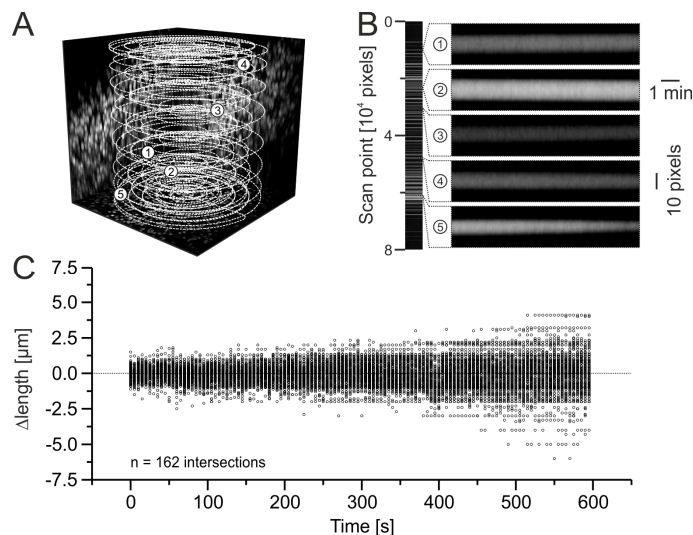 A
4
3
1
2
5
B
Scan point [10⁴ pixels]
0
4
8
①
②
③
④
⑤
1 min
10 pixels
C
Δlength [µm]
7.5
5.0
2.5
0.0
-2.5
-5.0
-7.5
n = 162 intersections
0 100 200 300 400 500 600
Time [s]